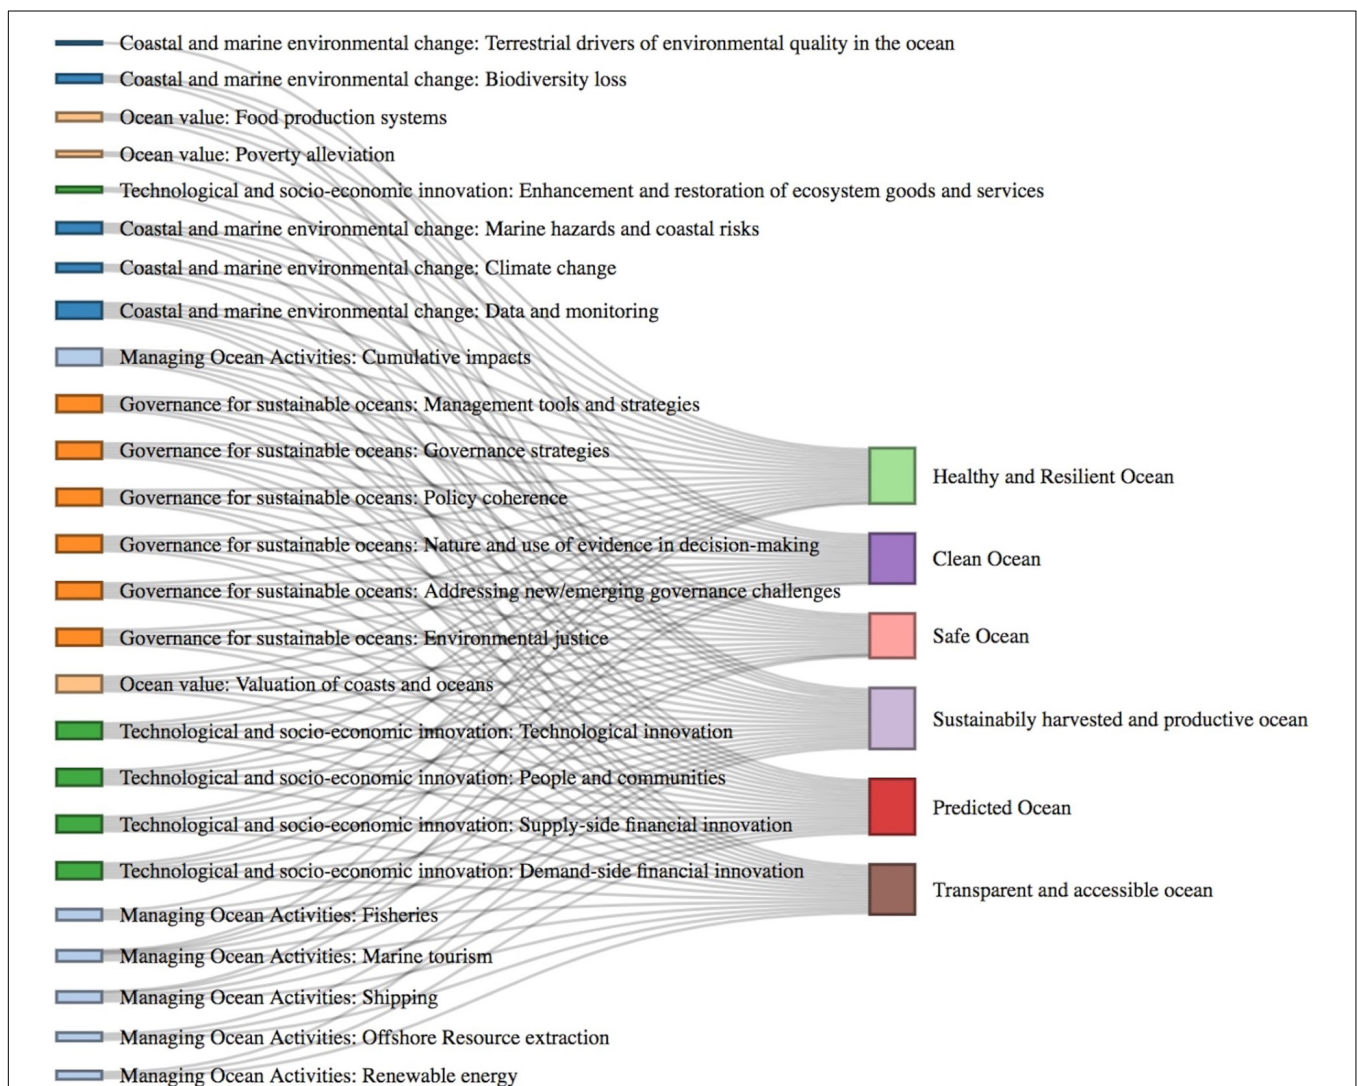 Coastal and marine environmental change: Terrestrial drivers of environmental quality in the ocean
Coastal and marine environmental change: Biodiversity loss
Ocean value: Food production systems
Ocean value: Poverty alleviation
Technological and socio-economic innovation: Enhancement and restoration of ecosystem goods and services
Coastal and marine environmental change: Marine hazards and coastal risks
Coastal and marine environmental change: Climate change
Coastal and marine environmental change: Data and monitoring
Managing Ocean Activities: Cumulative impacts
Governance for sustainable oceans: Management tools and strategies
Governance for sustainable oceans: Governance strategies
Governance for sustainable oceans: Policy coherence
Governance for sustainable oceans: Nature and use of evidence in decision-making
Governance for sustainable oceans: Addressing new/emerging governance challenges
Governance for sustainable oceans: Environmental justice
Ocean value: Valuation of coasts and oceans
Technological and socio-economic innovation: Technological innovation
Technological and socio-economic innovation: People and communities
Technological and socio-economic innovation: Supply-side financial innovation
Technological and socio-economic innovation: Demand-side financial innovation
Managing Ocean Activities: Fisheries
Managing Ocean Activities: Marine tourism
Managing Ocean Activities: Shipping
Managing Ocean Activities: Offshore Resource extraction
Managing Ocean Activities: Renewable energy
Healthy and Resilient Ocean
Clean Ocean
Safe Ocean
Sustainabily harvested and productive ocean
Predicted Ocean
Transparent and accessible ocean